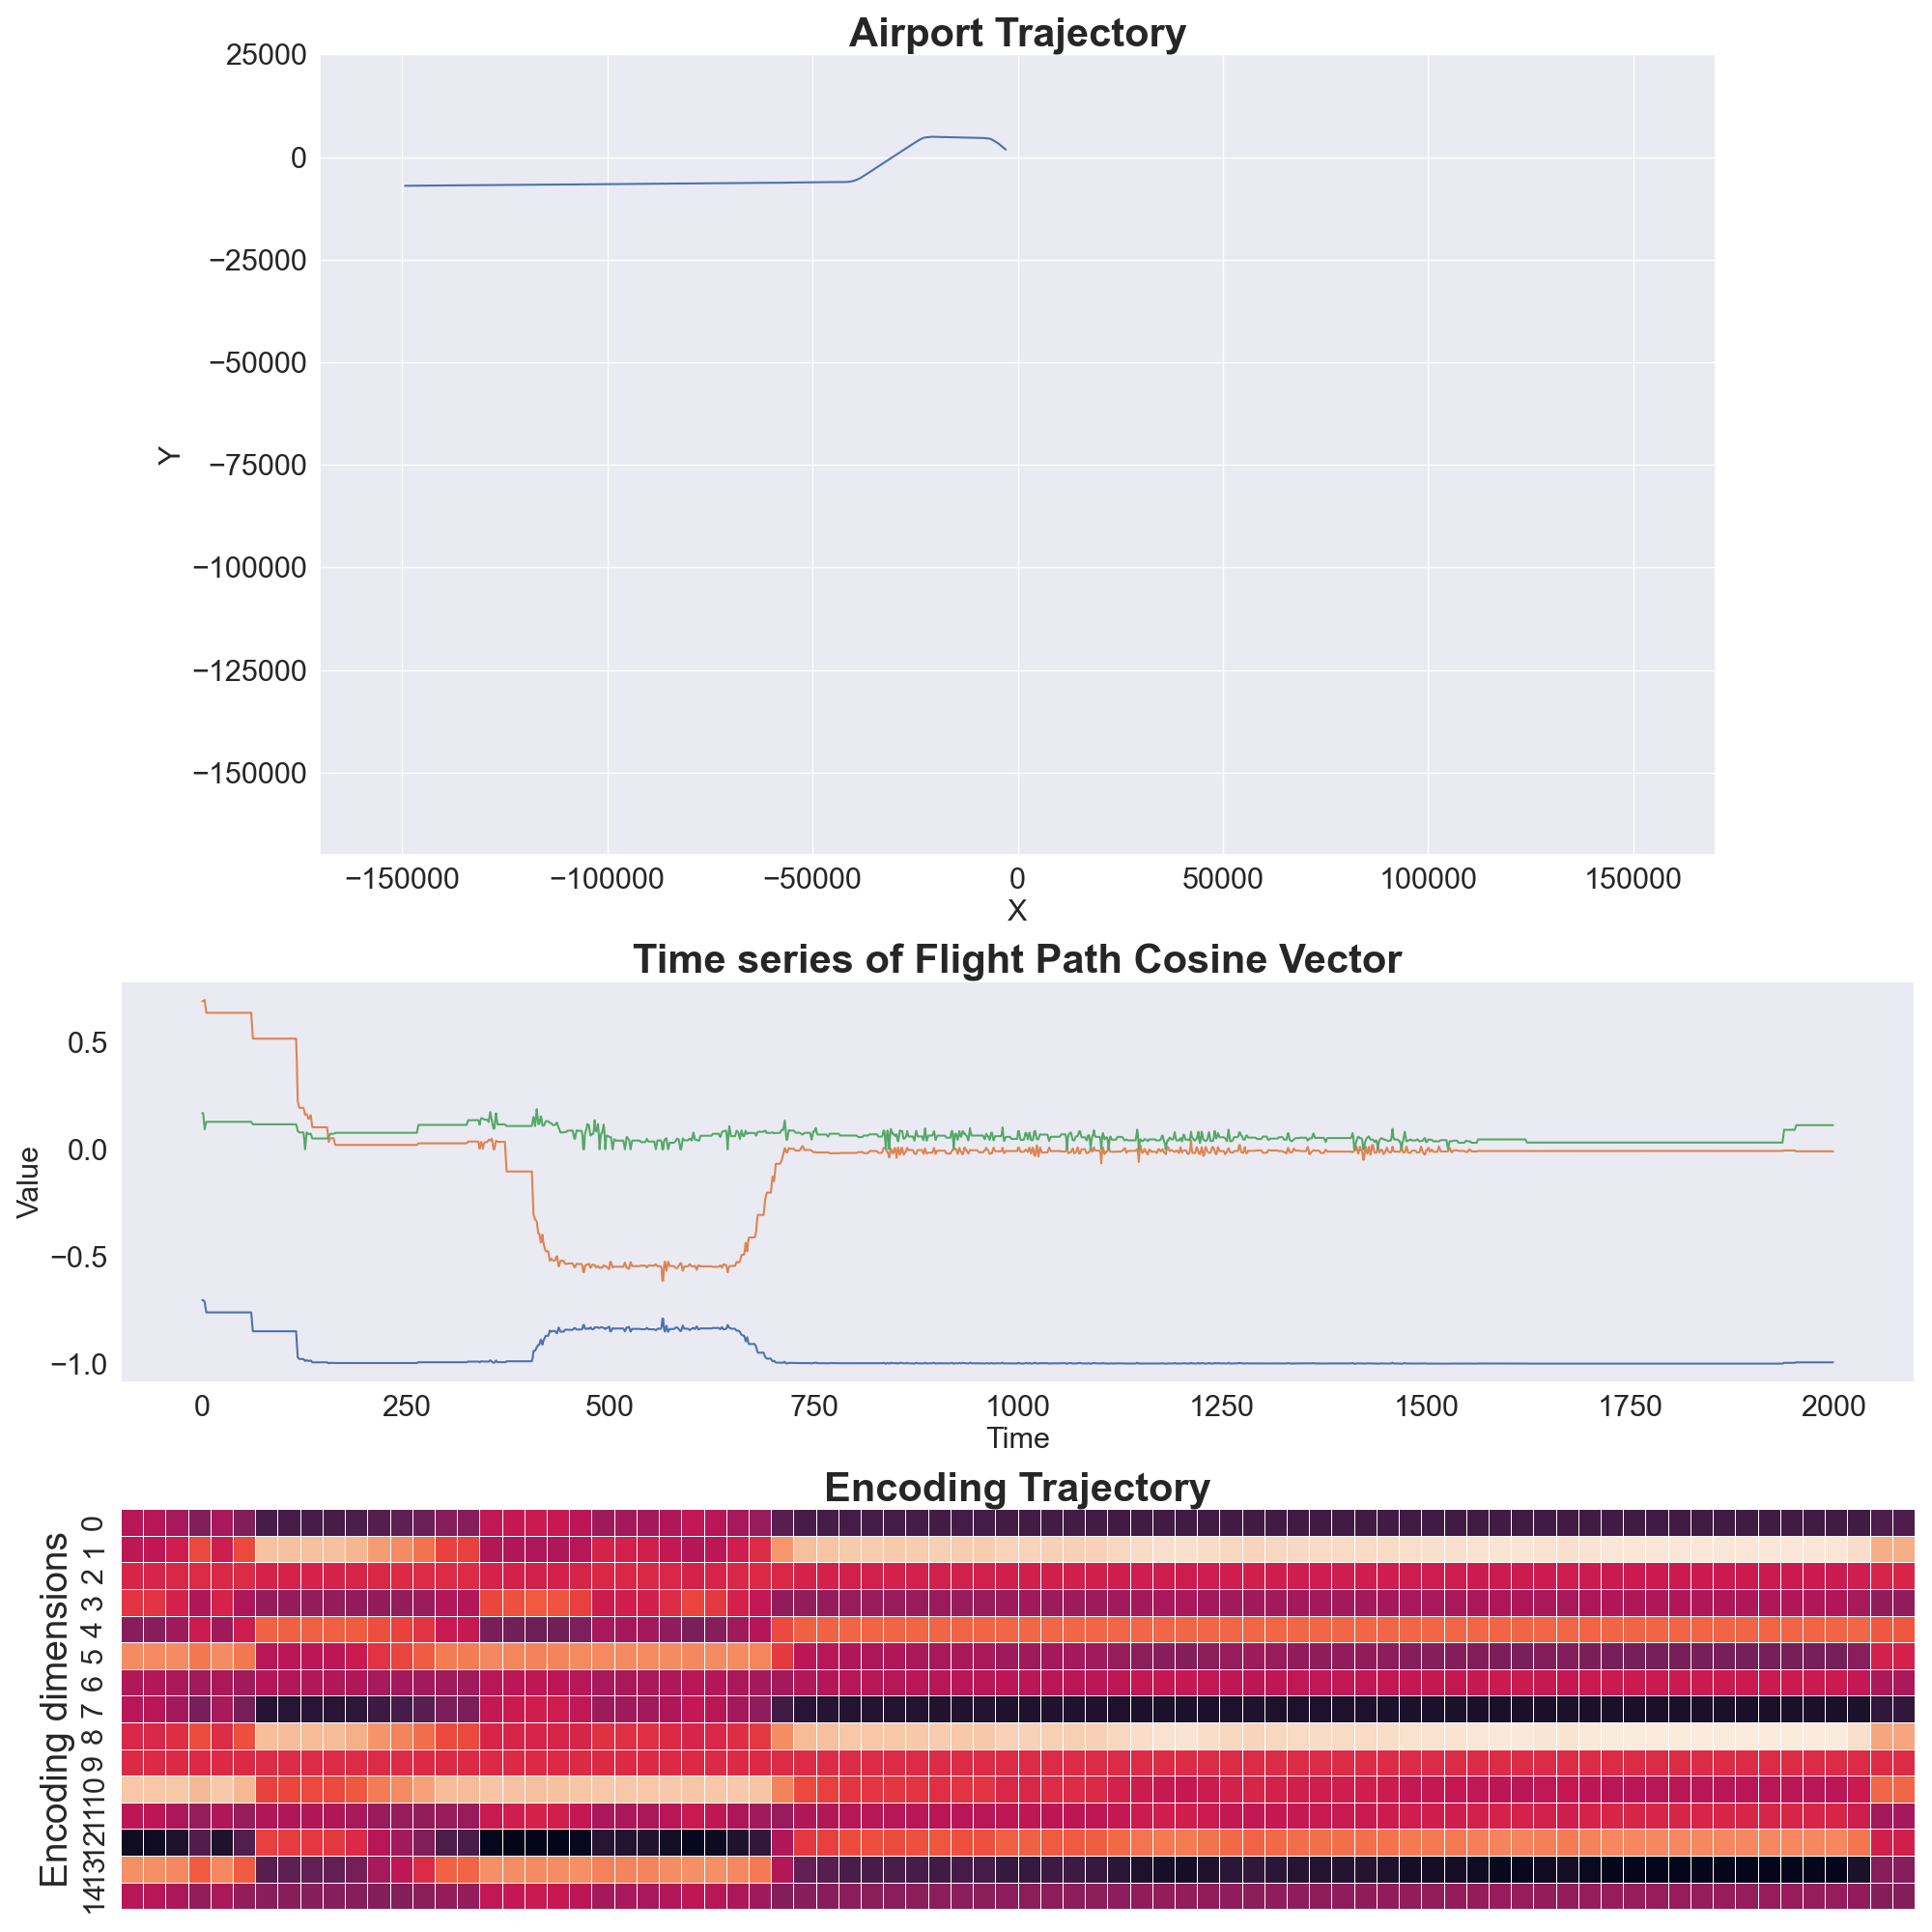 Airport Trajectory
25000
0
−25000
−50000
−75000
−100000
−125000
−150000
Y
−150000 −100000 −50000 0 50000 100000 150000
X
Time series of Flight Path Cosine Vector
0.5
0.0
−0.5
−1.0
Value
0 250 500 750 1000 1250 1500 1750 2000
Time
Encoding Trajectory
Encoding dimensions
0
1
2
3
4
5
6
7
8
9
10
11
12
13
14